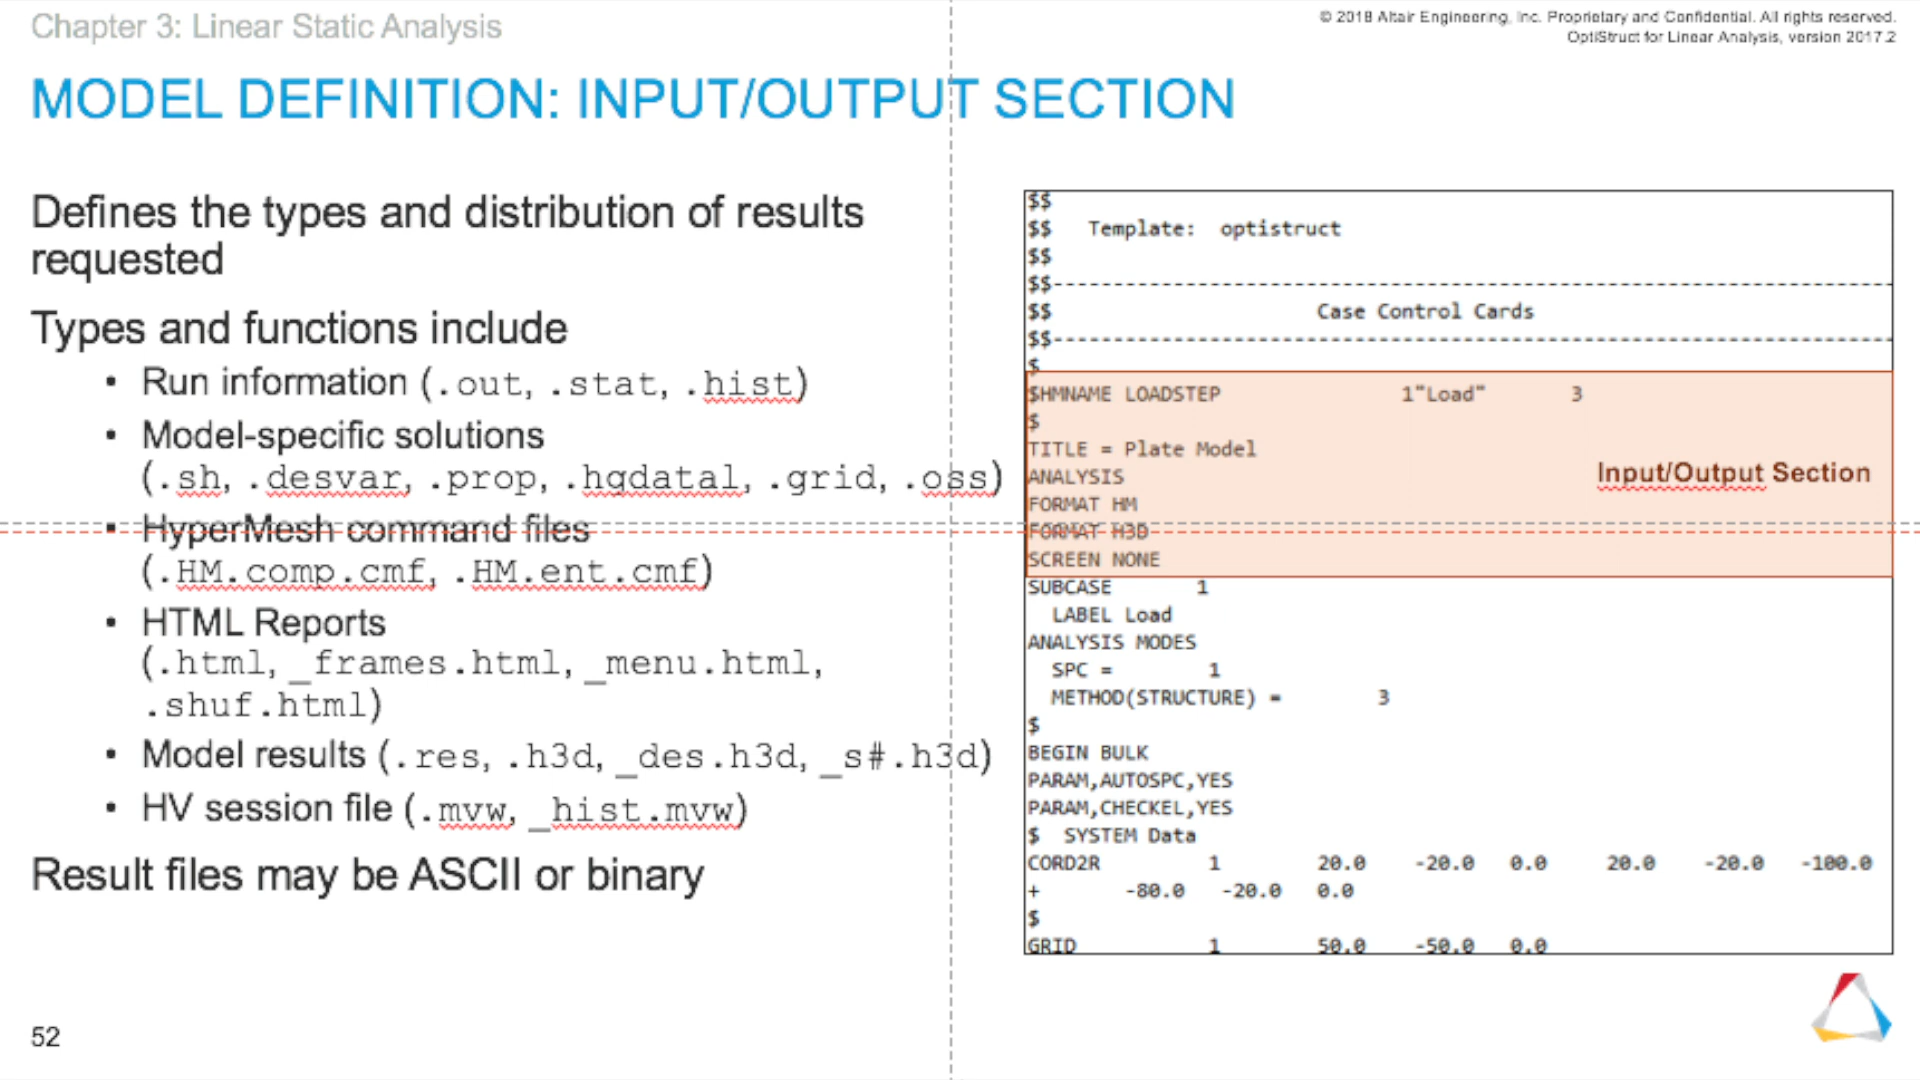 Chapter 3: Linear Static Analysis
© 2018 Altair Engineering, Inc. Proprietary and Confidential. All rights reserved.
OptiStruct for Linear Analysis, version 2017.2
MODEL DEFINITION: INPUT/OUTPUT SECTION
Defines the types and distribution of results
requested
Types and functions include
• Run information (.out, .stat, .hist)
• Model-specific solutions
(.sh, .desvar, .prop, .hgdatal, .grid, .oss)
• HyperMesh command files
(.HM.comp.cmf, .HM.ent.cmf)
• HTML Reports
(.html, _frames.html, _menu.html,
.shuf.html)
• Model results (.res, .h3d, _des.h3d, _s#.h3d)
• HV session file (.mvw, _hist.mvw)
Result files may be ASCII or binary
$$
$$ Template: optistruct
$$
$$------------------------------------------------------------------
$$ Case Control Cards
$$------------------------------------------------------------------
$
$HMNAME LOADSTEP 1"Load" 3
$
TITLE = Plate Model
ANALYSIS
Input/Output Section
FORMAT HM
FORMAT H3D
SCREEN NONE
SUBCASE 1
LABEL Load
ANALYSIS MODES
SPC = 1
METHOD(STRUCTURE) = 3
$
BEGIN BULK
PARAM,AUTOSPC,YES
PARAM,CHECKEL,YES
$ SYSTEM Data
CORD2R 1 20.0 -20.0 0.0 20.0 -20.0 -100.0
+ -80.0 -20.0 0.0
$
GRID 1 50.0 -50.0 0.0
52